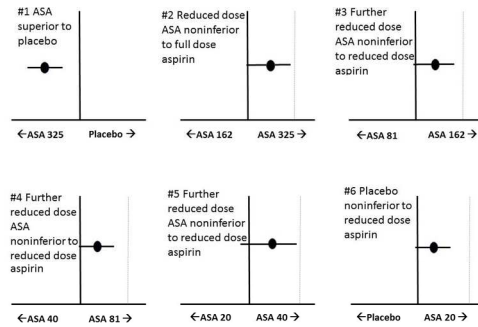 #1 ASA
superior to
placebo
←ASA 325 Placebo→
#2 Reduced dose
ASA noninferior
to full dose
aspirin
←ASA 162 ASA 325→
#3 Further
reduced dose
ASA noninferior
to reduced dose
aspirin
←ASA 81 ASA 162→
#4 Further
reduced dose
ASA
noninferior to
reduced dose
aspirin
←ASA 40 ASA 81→
#5 Further
reduced dose
ASA noninferior
to reduced dose
aspirin
←ASA 20 ASA 40→
#6 Placebo
noninferior to
reduced dose
aspirin
←Placebo ASA 20→